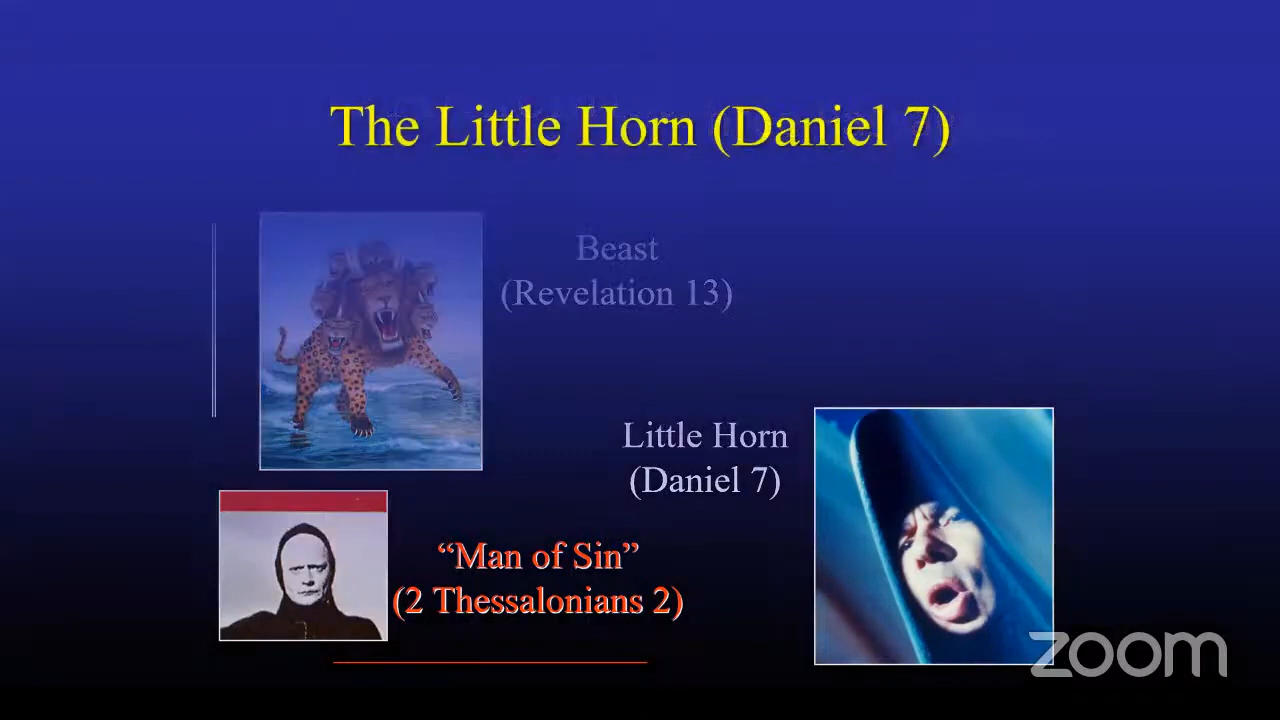 The Little Horn (Daniel 7)
Beast
(Revelation 13)
Little Horn
(Daniel 7)
“Man of Sin”
(2 Thessalonians 2)
zoom